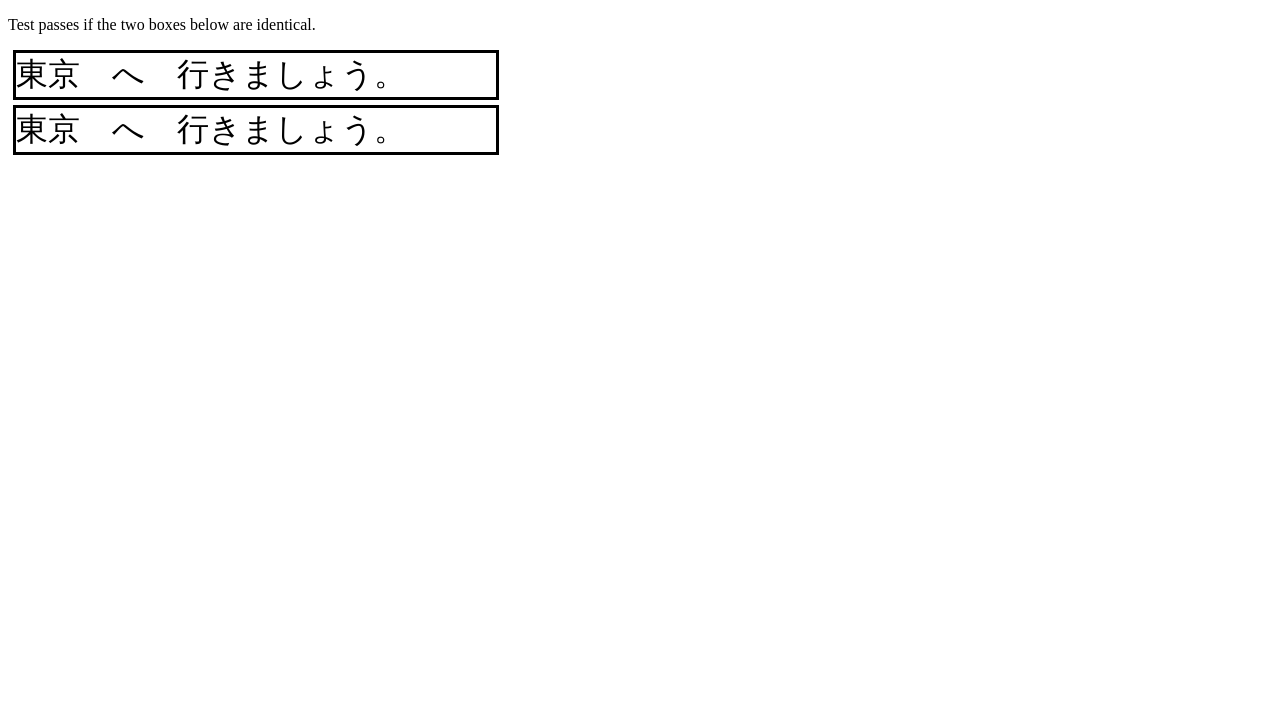 Test passes if the two boxes below are identical.
東京　へ　行きましょう。
東京　へ　行きましょう。